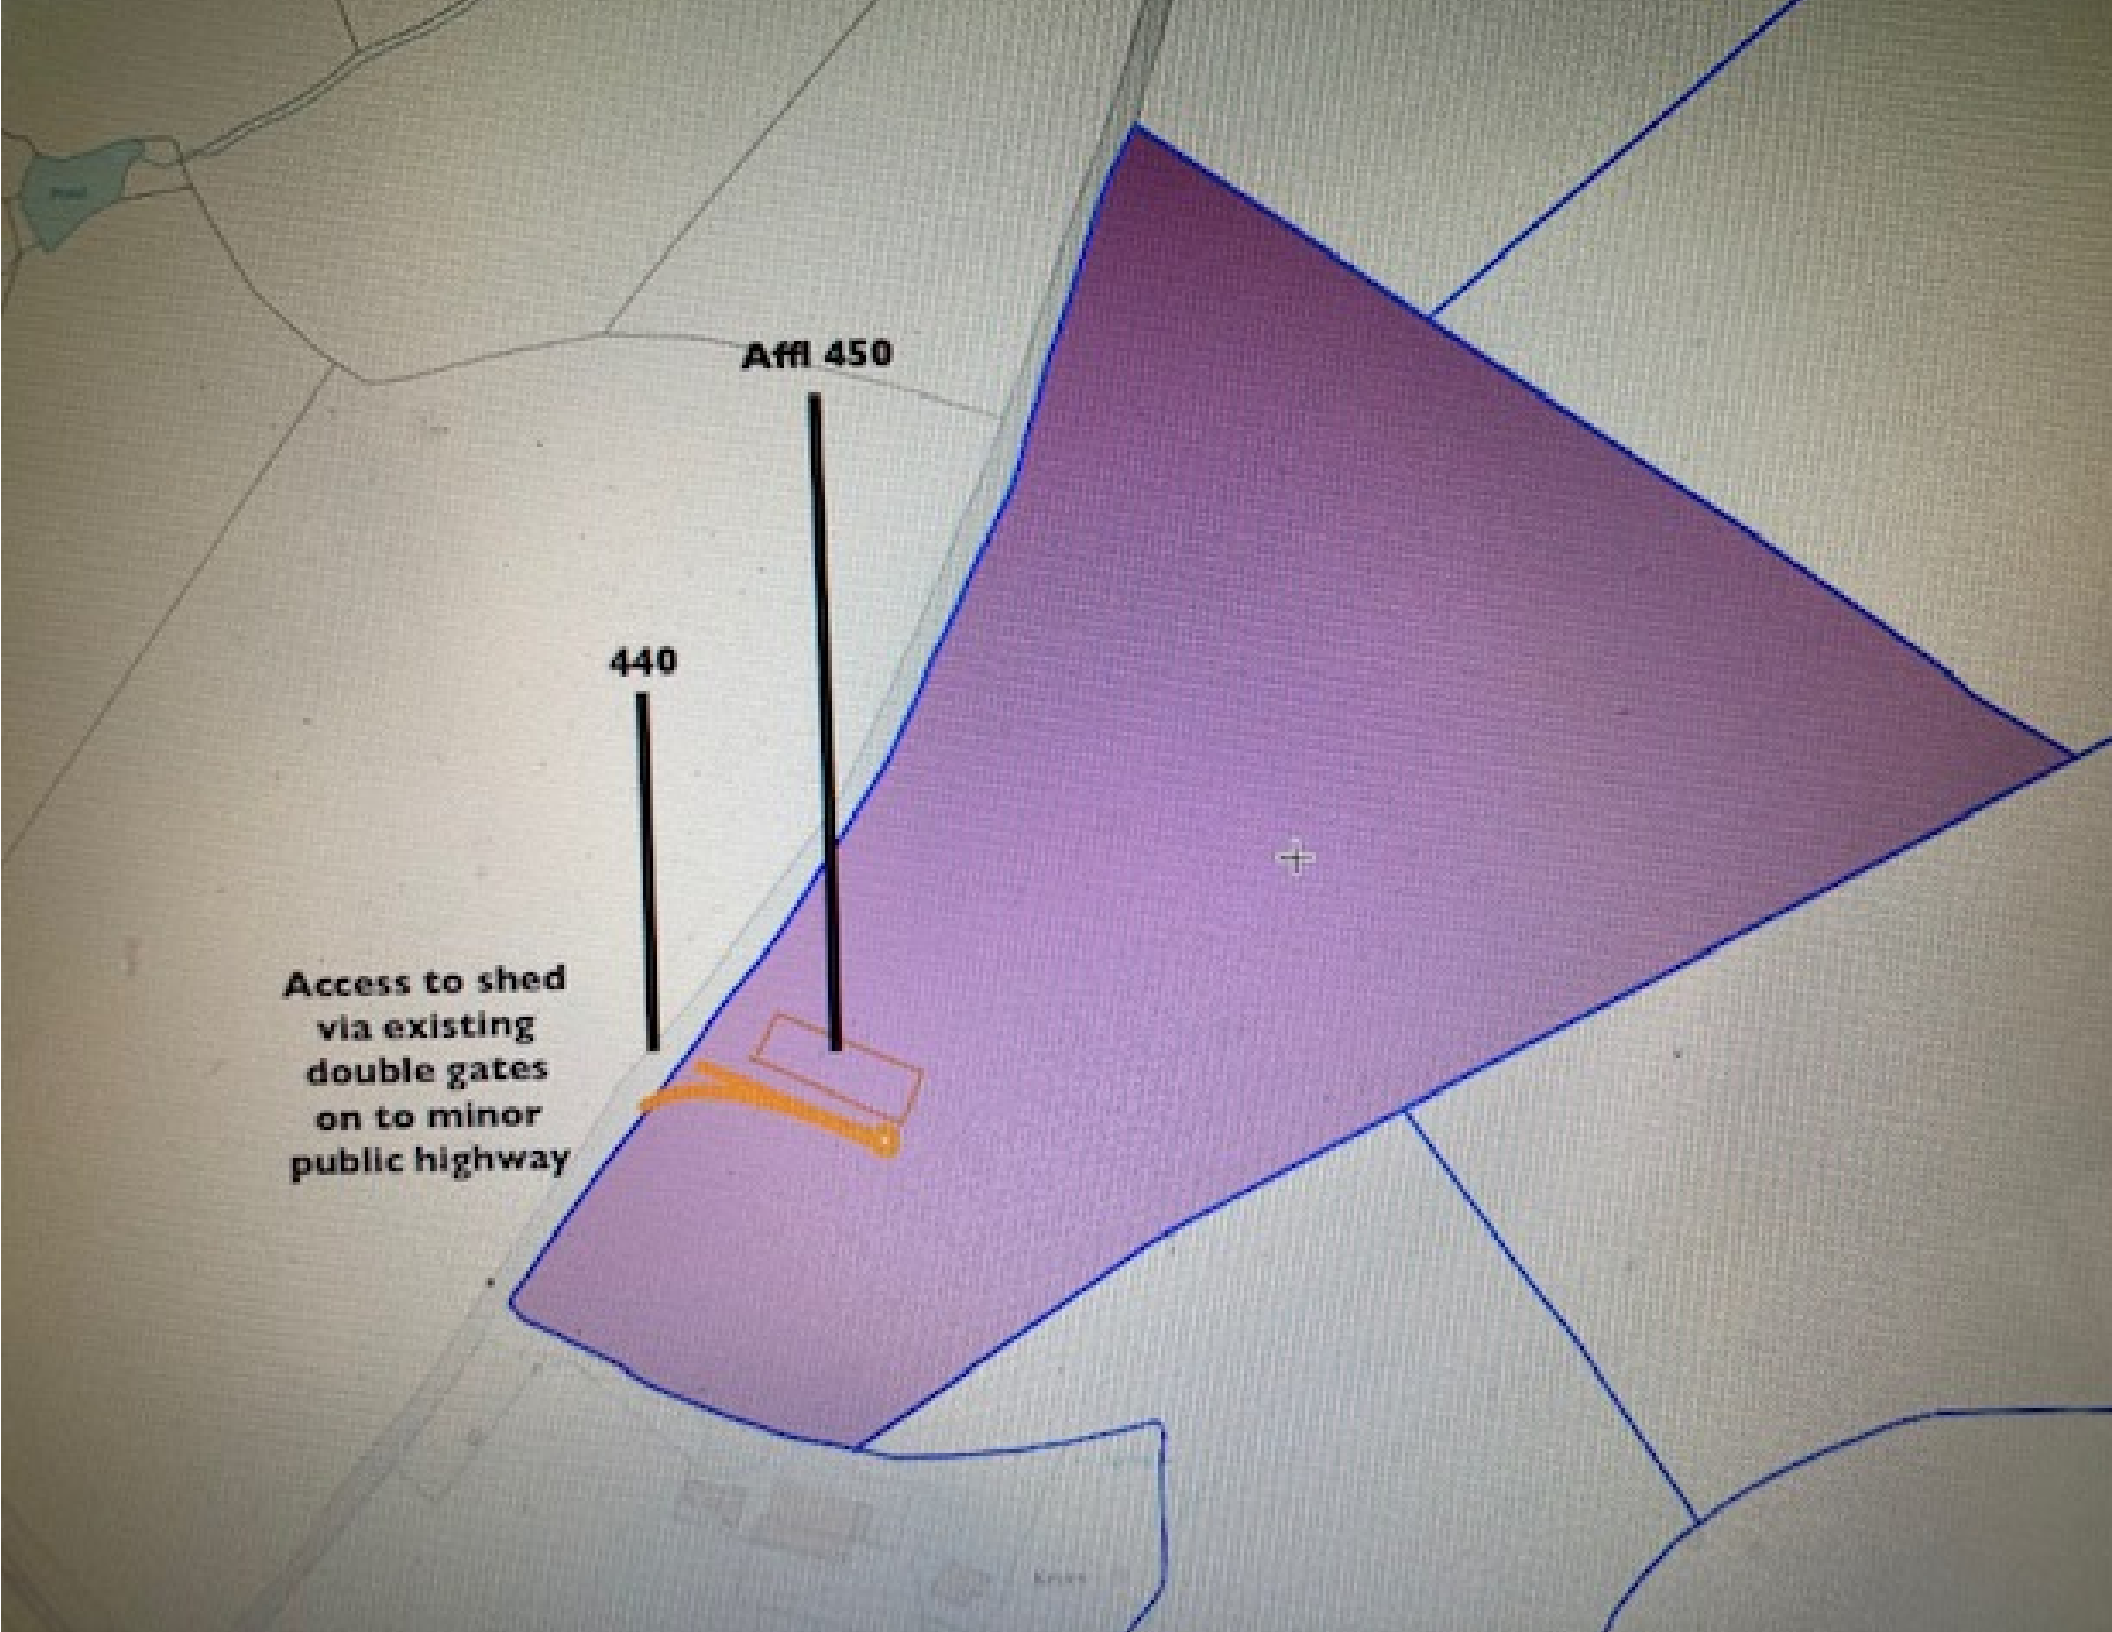 Affl 450
440
Access to shed
via existing
double gates
on to minor
public highway